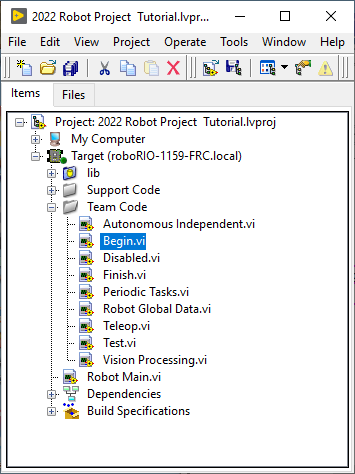 2022 Robot Project  Tutorial.lvpr...
File Edit View Project Operate Tools Window Help
Items Files
Project: 2022 Robot Project  Tutorial.lvproj
My Computer
Target (roboRIO-1159-FRC.local)
lib
Support Code
Team Code
Autonomous Independent.vi
Begin.vi
Disabled.vi
Finish.vi
Periodic Tasks.vi
Robot Global Data.vi
Teleop.vi
Test.vi
Vision Processing.vi
Robot Main.vi
Dependencies
Build Specifications